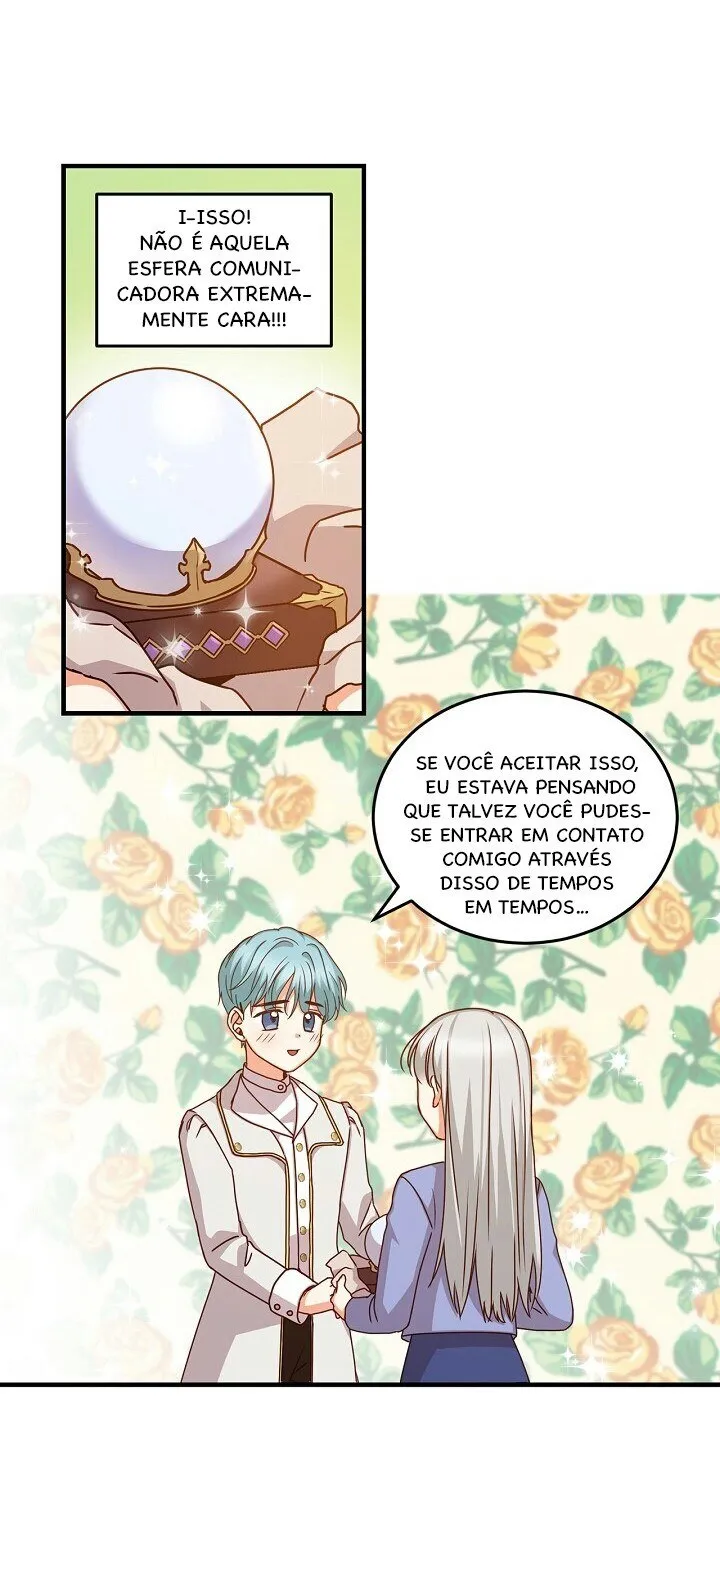 I-ISSO!
NÃO É AQUELA
ESFERA COMUNI-
CADORA EXTREMA-
MENTE CARA!!!
SE VOCÊ ACEITAR ISSO,
EU ESTAVA PENSANDO
QUE TALVEZ VOCÊ PUDES-
SE ENTRAR EM CONTATO
COMIGO ATRAVÉS
DISSO DE TEMPOS
EM TEMPOS...